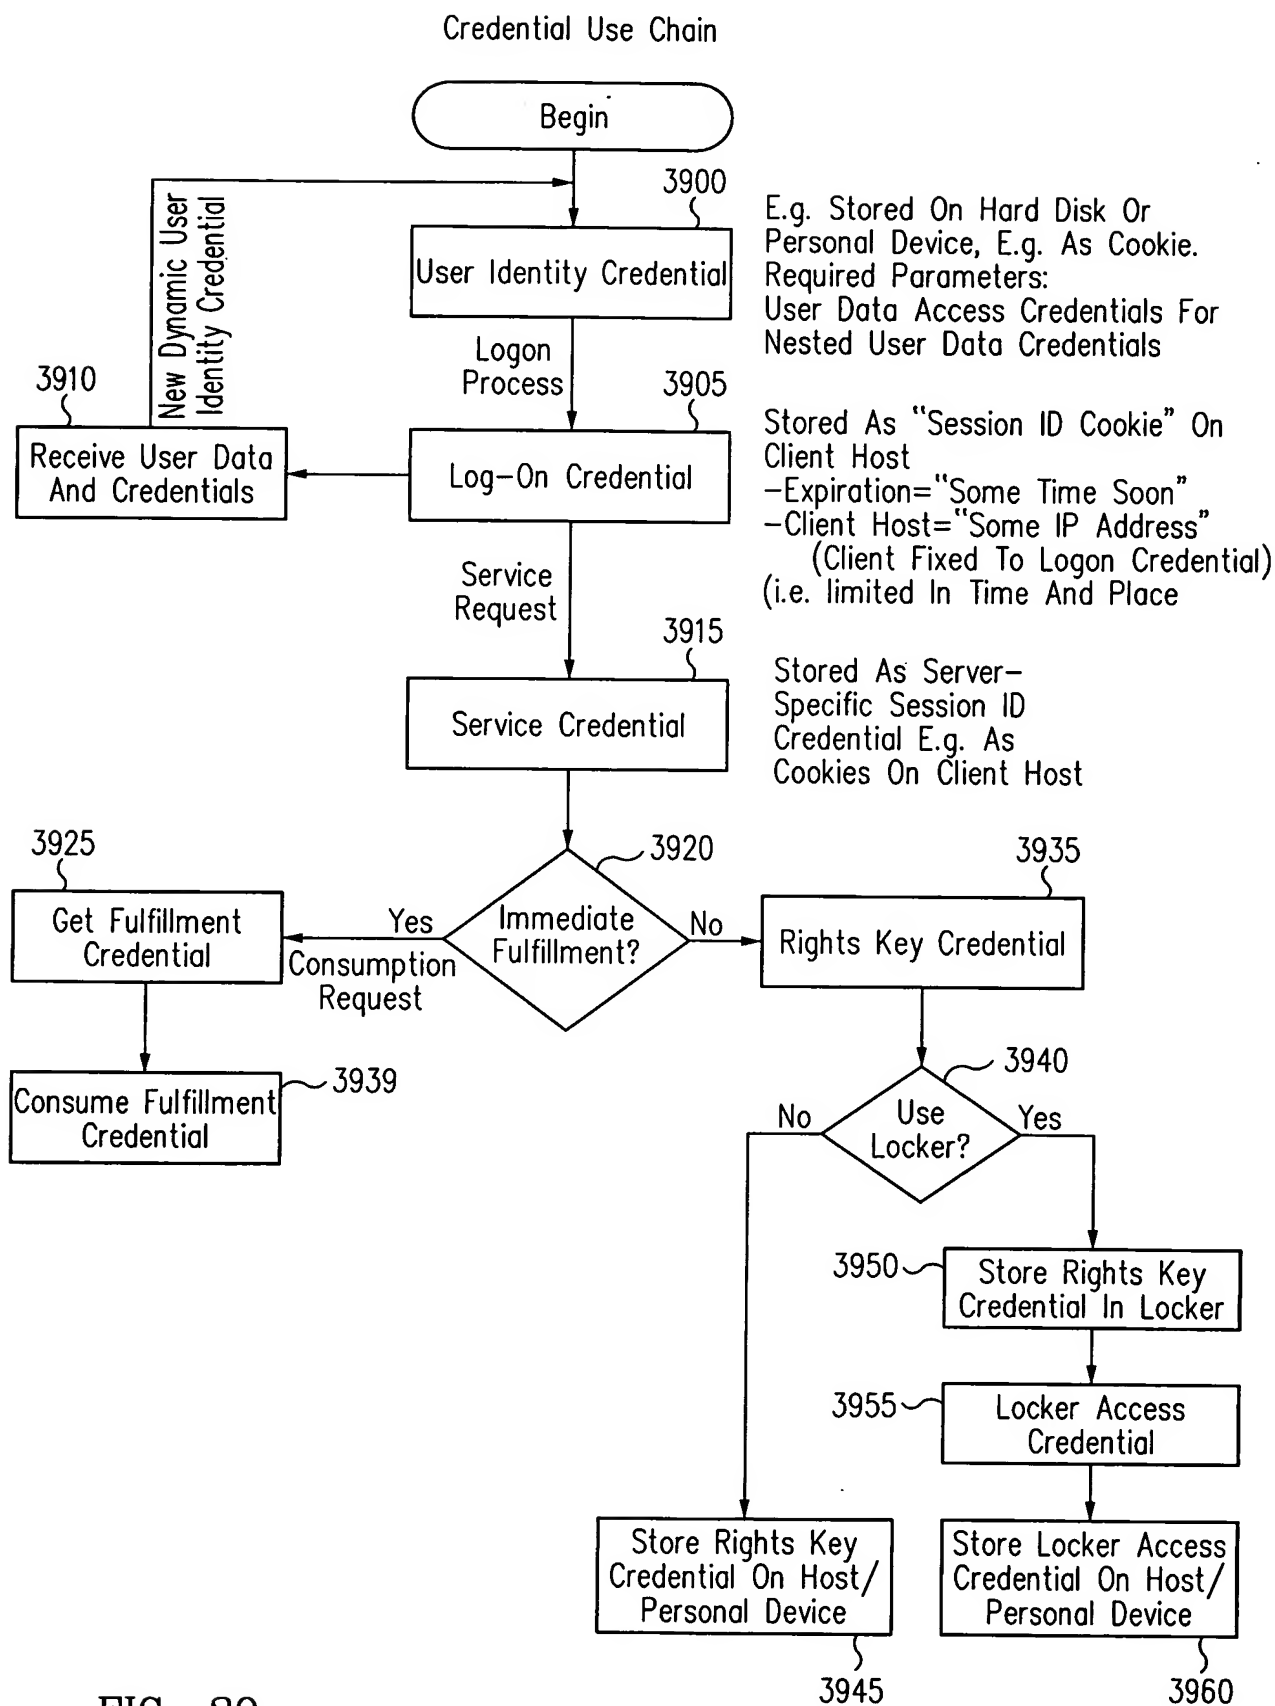 Credential Use Chain
Begin
3900
User Identity Credential
E.g. Stored On Hard Disk Or
Personal Device, E.g. As Cookie.
Required Parameters:
User Data Access Credentials For
Nested User Data Credentials
New Dynamic User
Identity Credential
Logon
Process
3910
Receive User Data
And Credentials
3905
Log-On Credential
Stored As "Session ID Cookie" On
Client Host
-Expiration="Some Time Soon"
-Client Host="Some IP Address"
(Client Fixed To Logon Credential)
(i.e. limited In Time And Place
Service
Request
3915
Service Credential
Stored As Server-
Specific Session ID
Credential E.g. As
Cookies On Client Host
3920
Immediate
Fulfillment?
Yes
Consumption
Request
3925
Get Fulfillment
Credential
3939
Consume Fulfillment
Credential
No
3935
Rights Key Credential
3940
Use
Locker?
No
Yes
3950
Store Rights Key
Credential In Locker
3955
Locker Access
Credential
Store Rights Key
Credential On Host/
Personal Device
3945
Store Locker Access
Credential On Host/
Personal Device
3960